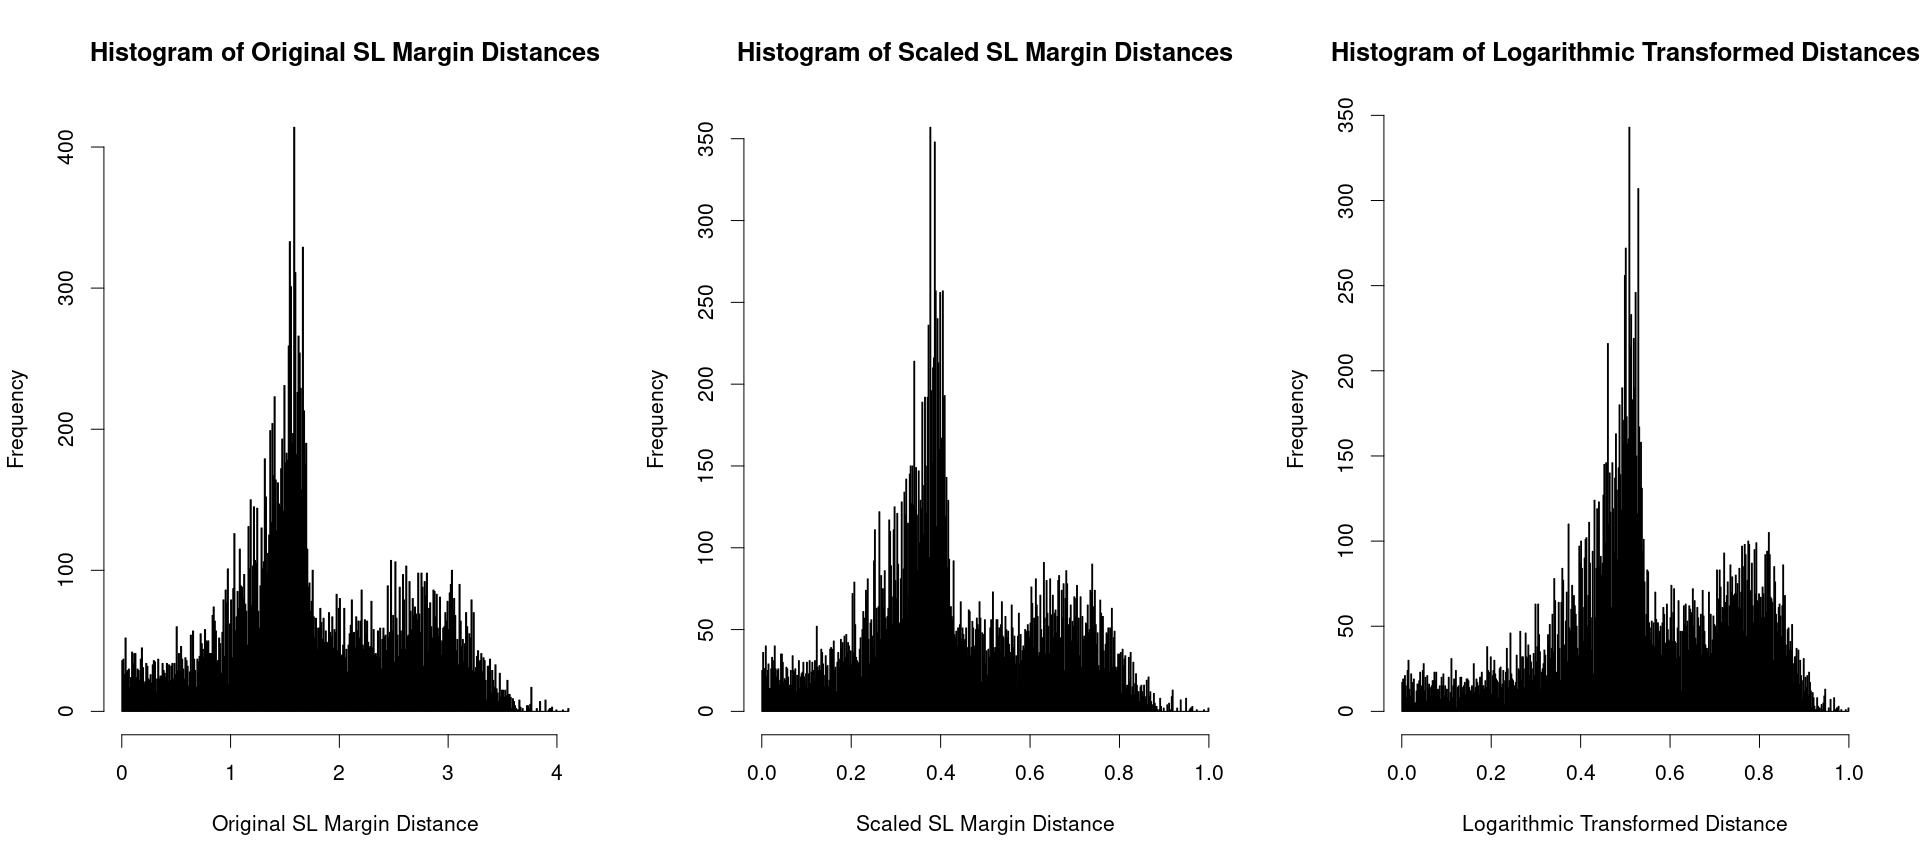 Histogram of Original SL Margin Distances
Frequency
400
300
200
100
0
0 1 2 3 4
Original SL Margin Distance
Histogram of Scaled SL Margin Distances
Frequency
350
300
250
200
150
100
50
0
0.0 0.2 0.4 0.6 0.8 1.0
Scaled SL Margin Distance
Histogram of Logarithmic Transformed Distances
Frequency
350
300
250
200
150
100
50
0
0.0 0.2 0.4 0.6 0.8 1.0
Logarithmic Transformed Distance